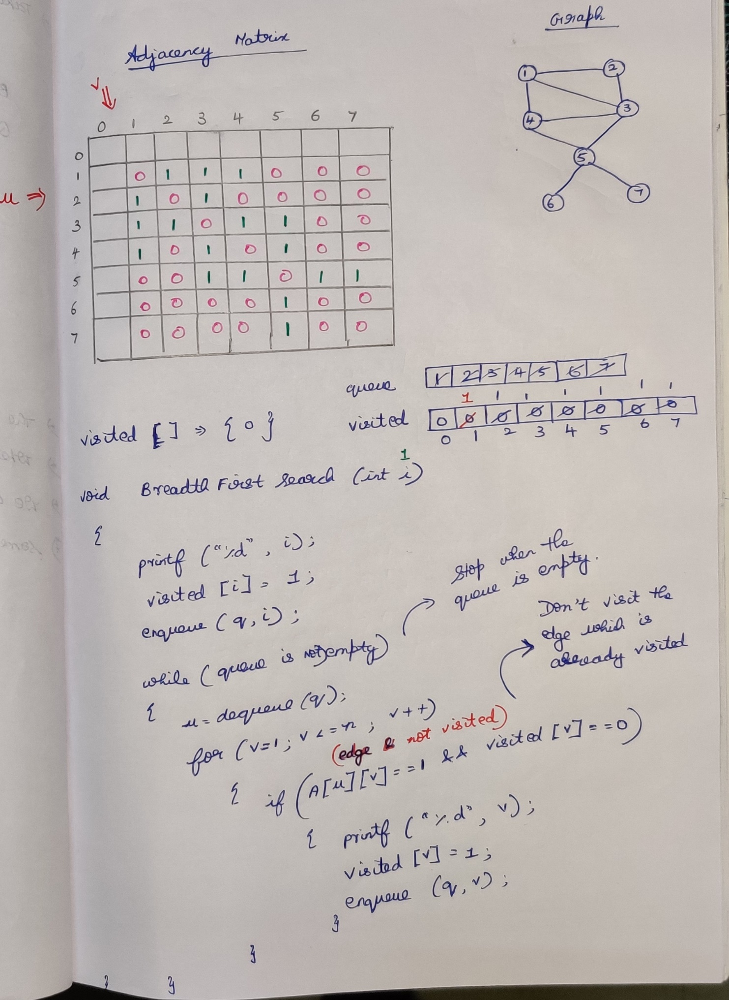 Graph
Adjacency Matrix
v ⇓
0 1 2 3 4 5 6 7
0
1 0 1 1 1 0 0 0
u ⇒ 2 1 0 1 0 0 0 0
3 1 1 0 1 1 0 0
4 1 0 1 0 1 0 0
5 0 0 1 1 0 1 1
6 0 0 0 0 1 0 0
7 0 0 0 0 1 0 0
1 2
3
4
5
6 7
queue 1 2 3 4 5 6 7
1 1 1 1 1 1 1
visited 0 0 0 0 0 0 0 0
0 1 2 3 4 5 6 7
visited [] ⇒ {0}
1
void Breadth First Search (int i)
{
printf ("%d", i);
visited [i] = 1;
enqueue (q, i);
Stop when the
queue is empty.
while (queue is NOT empty)
Don't visit the
edge which is
already visited
{ u = dequeue (q);
for (v=1; v <= n; v++)
(edge & not visited)
{ if (A[u][v]==1 && visited [v]==0)
{ printf ("%d", v);
visited [v] = 1;
enqueue (q, v);
}
}
} }